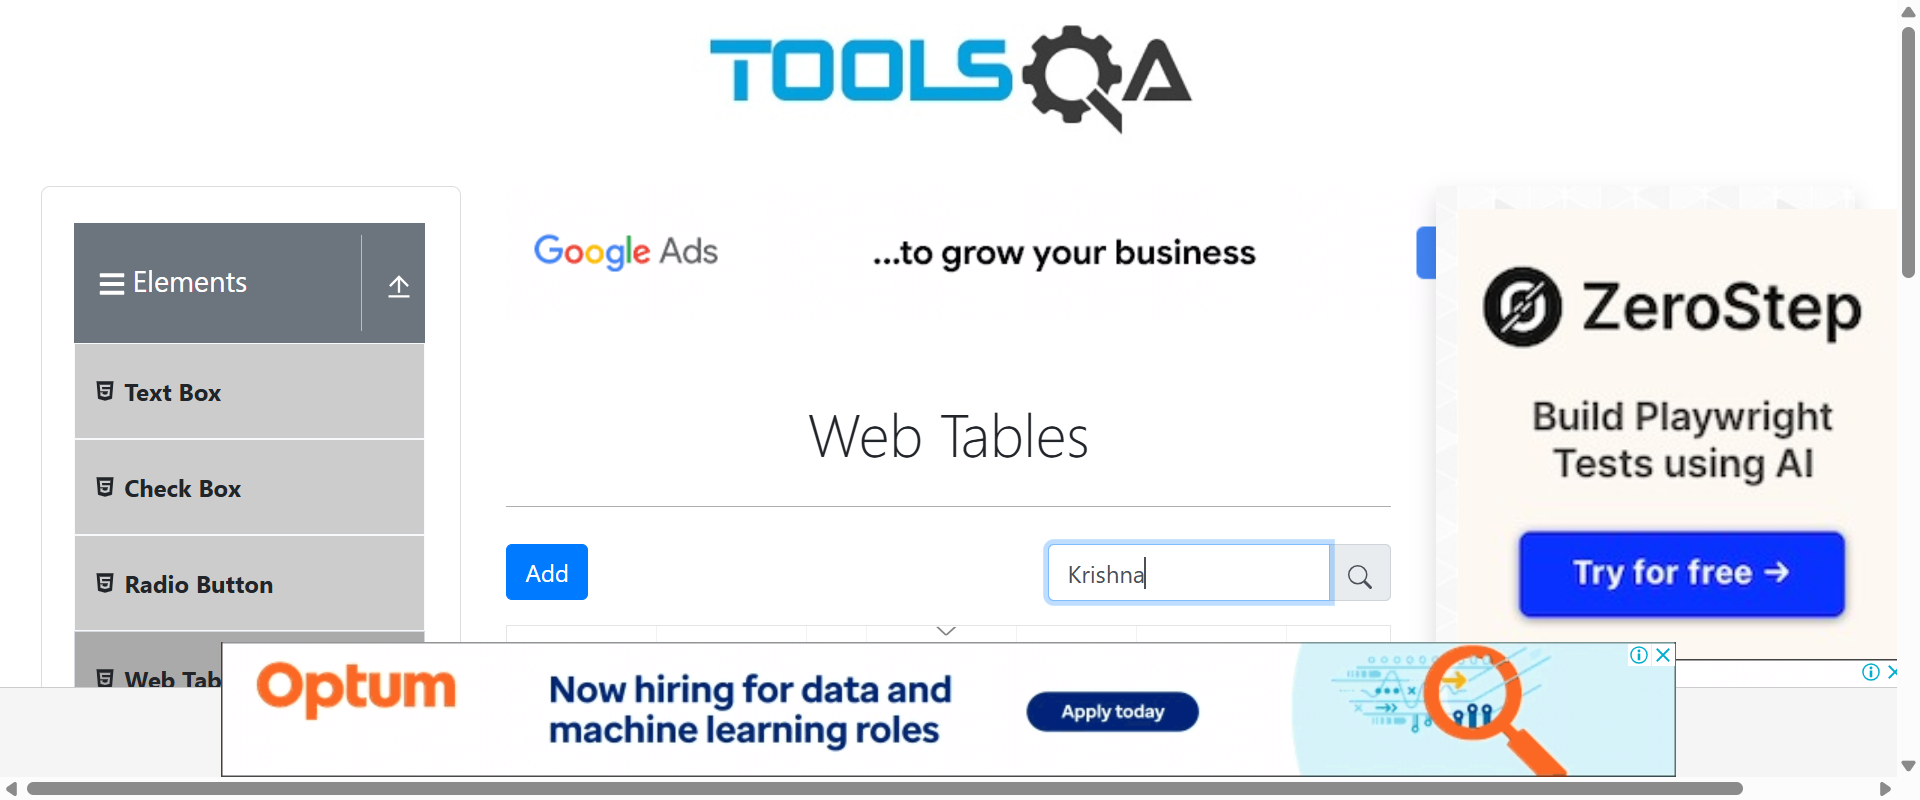 TOOLSQA
Elements
Google Ads
...to grow your business
Text Box
Check Box
Radio Button
Web Tab
Web Tables
Add
Krishna
ZeroStep
Build Playwright
Tests using AI
Try for free →
Optum
Now hiring for data and
machine learning roles
Apply today